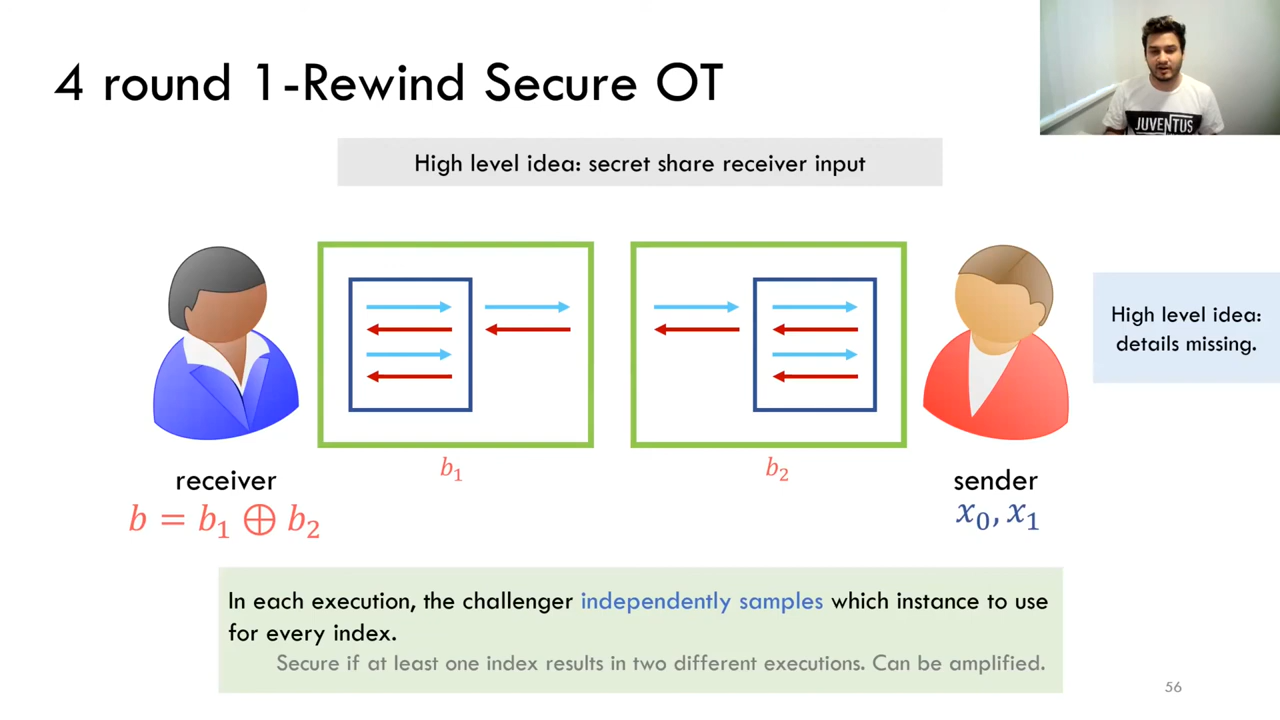 4 round 1-Rewind Secure OT
JUVENTUS
High level idea: secret share receiver input
High level idea:
details missing.
b₁
b₂
receiver
sender
b = b₁ ⊕ b₂
x₀, x₁
In each execution, the challenger independently samples which instance to use
for every index.
Secure if at least one index results in two different executions. Can be amplified.
56